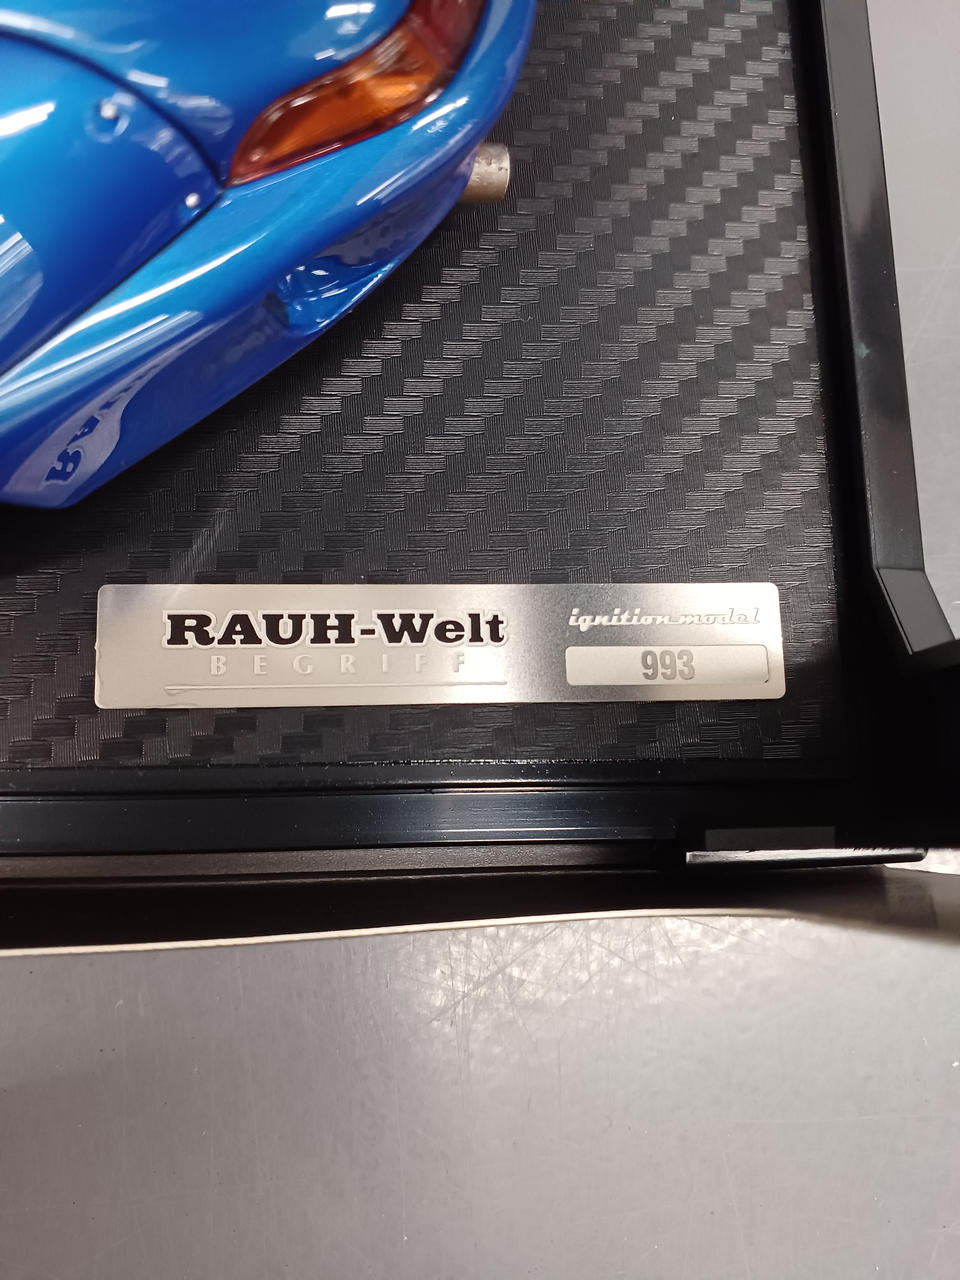 RAUH-Welt
BEGRIFF
ignition model
993